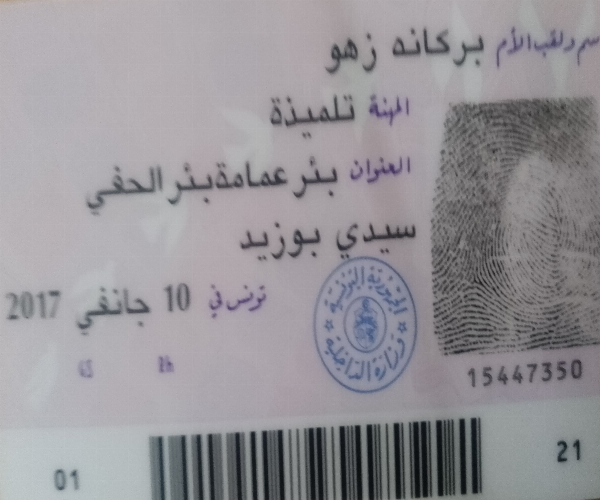 سم ولقب الأم بركانه زهو
المهنة تلميذة
العنوان بئر عمامة بئر الحفي
سيدي بوزيد
تونس في 10 جانفي 2017
الجمهورية التونسية
وزارة الداخلية
15447350
01
21